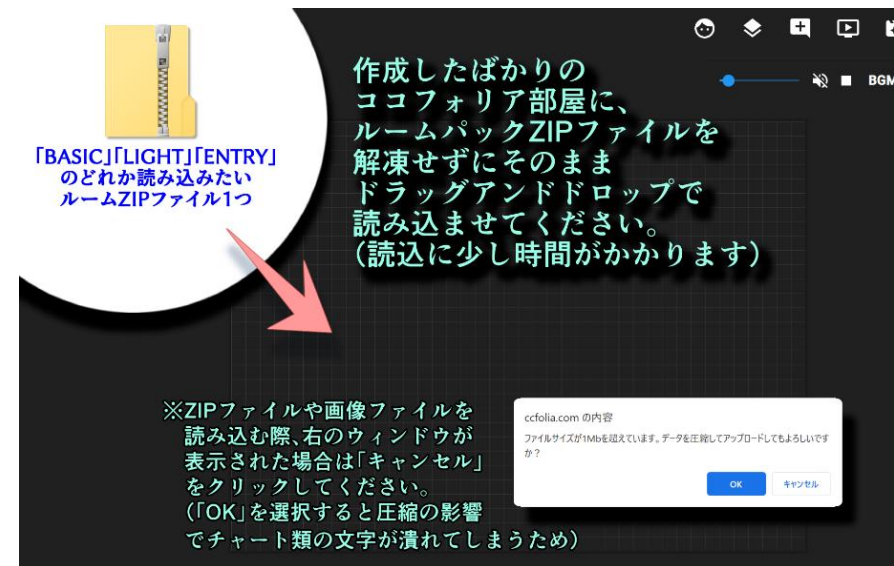 「BASIC」「LIGHT」「ENTRY」
のどれか読み込みたい
ルームZIPファイル1つ
作成したばかりの
ココフォリア部屋に、
ルームパックZIPファイルを
解凍せずにそのまま
ドラッグアンドドロップで
読み込ませてください。
(読込に少し時間がかかります)
BGM
※ZIPファイルや画像ファイルを
読み込む際、右のウィンドウが
表示された場合は「キャンセル」
をクリックしてください。
(「OK」を選択すると圧縮の影響
でチャート類の文字が潰れてしまうため)
ccfolia.com の内容
ファイルサイズが1Mbを超えています。データを圧縮してアップロードしてもよろしいです
か？
OK
キャンセル